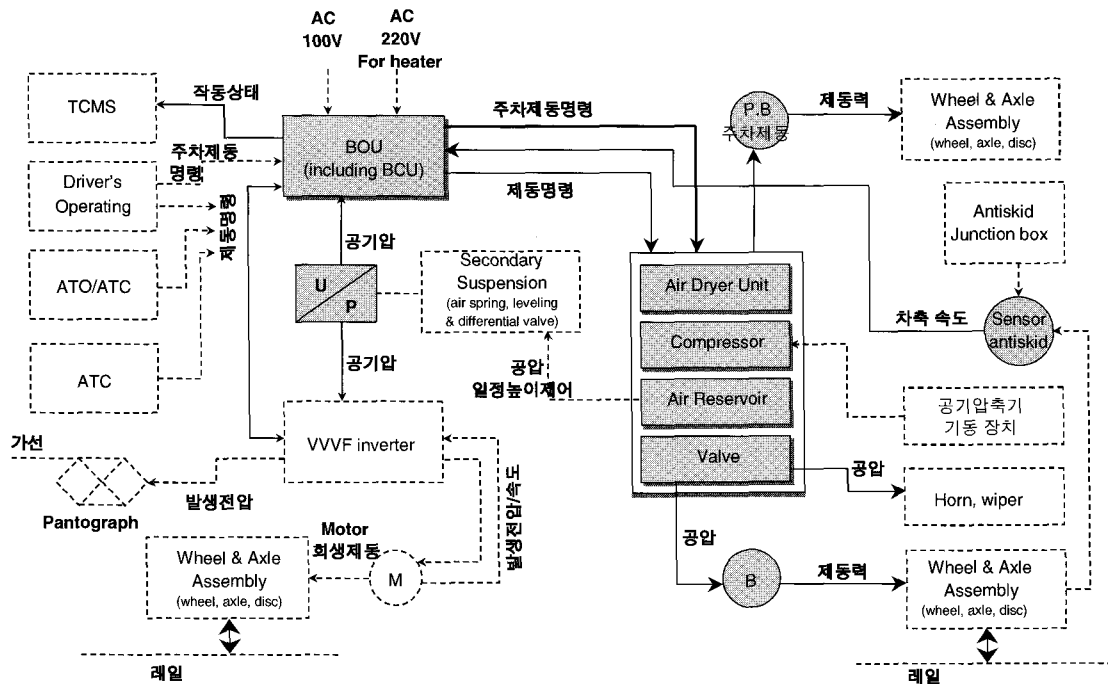 AC
100V
AC
220V
For heater
TCMS
작동상태
BOU
(including BCU)
주차제동명령
P.B
주차제동
제동력
Wheel & Axle
Assembly
(wheel, axle, disc)
Driver's
Operating
주차제동
명령
제동명령
제동명령
공기압
Antiskid
Junction box
ATO/ATC
U
P
Secondary
Suspension
(air spring, leveling
& differential valve)
Air Dryer Unit
차축 속도
Sensor
antiskid
ATC
공기압
공압
일정높이제어
Compressor
Air Reservoir
공기압축기
기동 장치
가선
VVVF inverter
Valve
공압
Horn, wiper
Pantograph
발생전압
Motor
회생제동
발생전압/속도
공압
Wheel & Axle
Assembly
(wheel, axle, disc)
M
B
제동력
Wheel & Axle
Assembly
(wheel, axle, disc)
레일
레일